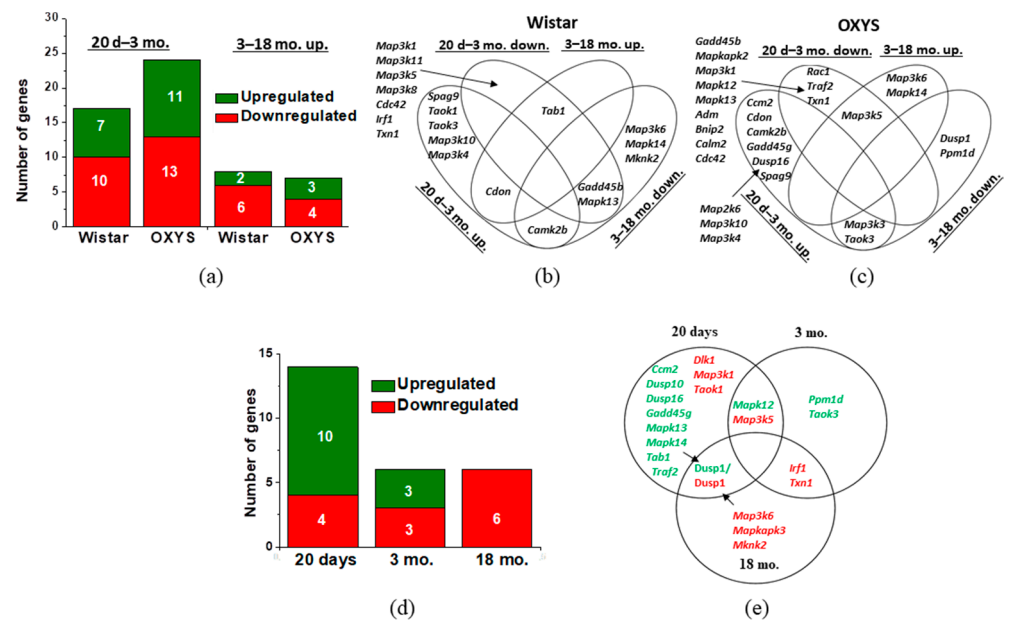 30
25
20
15
10
5
0
Number of genes
20 d–3 mo.
3–18 mo. up.
Upregulated
Downregulated
7
10
11
13
2
6
3
4
Wistar
OXYS
Wistar
OXYS
(a)
Wistar
20 d–3 mo. down.
3–18 mo. up.
Map3k1
Map3k11
Map3k5
Map3k8
Cdc42
Irf1
Txn1
Spag9
Taok1
Taok3
Map3k10
Map3k4
Tab1
Map3k6
Mapk14
Mknk2
Cdon
Gadd45b
Mapk13
Camk2b
20 d–3 mo. up.
3–18 mo. down.
(b)
OXYS
20 d–3 mo. down.
3–18 mo. up.
Gadd45b
Mapkapk2
Map3k1
Mapk12
Mapk13
Adm
Bnip2
Calm2
Cdc42
Rac1
Traf2
Txn1
Map3k6
Mapk14
Ccm2
Cdon
Camk2b
Gadd45g
Dusp16
Spag9
Map3k5
Dusp1
Ppm1d
Map2k6
Map3k10
Map3k4
Map3k3
Taok3
20 d–3 mo. up.
3–18 mo. down.
(c)
15
10
5
0
Number of genes
Upregulated
Downregulated
10
4
3
3
6
20 days
3 mo.
18 mo.
(d)
20 days
3 mo.
Dlk1
Map3k1
Taok1
Ccm2
Dusp10
Dusp16
Gadd45g
Mapk13
Mapk14
Tab1
Traf2
Mapk12
Map3k5
Ppm1d
Taok3
Dusp1/
Dusp1
Irf1
Txn1
Map3k6
Mapkapk3
Mknk2
18 mo.
(e)